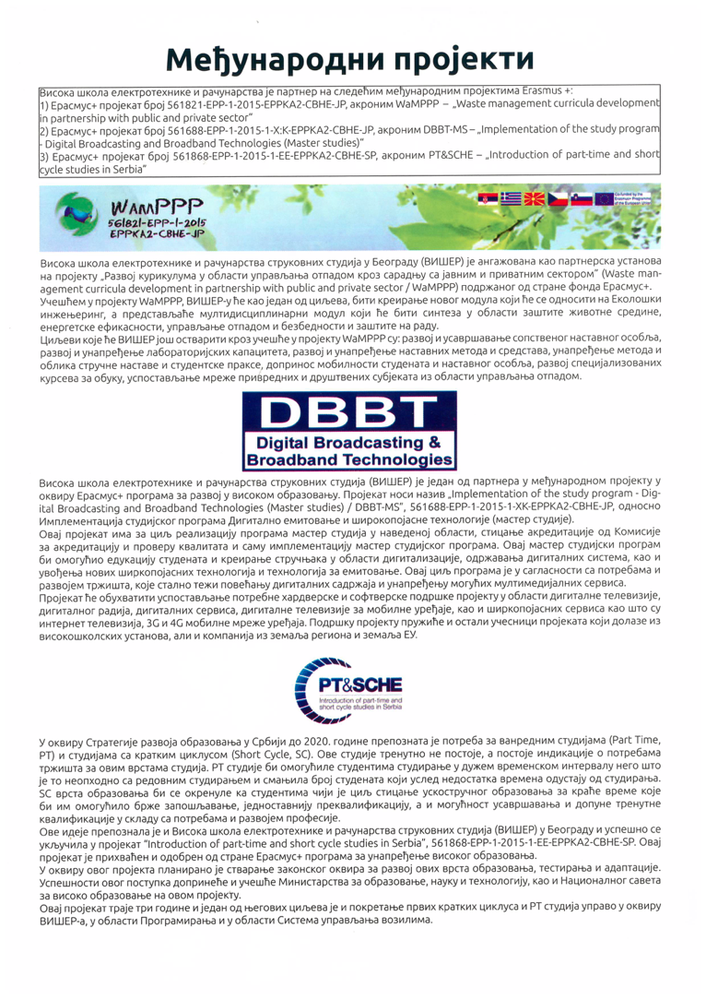 Међународни пројекти
Висока школа електротехнике и рачунарства је партнер на следећим међународним пројектима Erasmus +:
1) Ерасмус+ пројекат број 561821-EPP-1-2015-EPPKA2-CBHE-JP, акроним WaMPPP – „Waste management curricula development
in partnership with public and private sector“
2) Ерасмус+ пројекат број 561688-EPP-1-2015-1-X:K-EPPKA2-CBHE-JP, акроним DBBT-MS – „Implementation of the study program
- Digital Broadcasting and Broadband Technologies (Master studies)“
3) Ерасмус+ пројекат број 561868-EPP-1-2015-1-EE-EPPKA2-CBHE-SP, акроним PT&SCHE – „Introduction of part-time and short
cycle studies in Serbia“
WAMPPP
561821-EPP-1-2015
EPPKA2-CBHE-JP
Co-funded by the
Erasmus+ Programme
of the European Union
Висока школа електротехнике и рачунарства струковних студија у Београду (ВИШЕР) је ангажована као партнерска установа
на пројекту „Развој курикулума у области управљања отпадом кроз сарадњу са јавним и приватним сектором“ (Waste man-
agement curricula development in partnership with public and private sector / WaMPPP) подржаног од стране фонда Ерасмус+.
Учешћем у пројекту WaMPPP, ВИШЕР-у ће као један од циљева, бити креирање новог модула који ће се односити на Еколошки
инжењеринг, а представљаће мултидисциплинарни модул који ће бити синтеза у области заштите животне средине,
енергетске ефикасности, управљање отпадом и безбедности и заштите на раду.
Циљеви које ће ВИШЕР још остварити кроз учешће у пројекту WaMPPP су: развој и усавршавање сопственог наставног особља,
развој и унапређење лабораторијских капацитета, развој и унапређење наставних метода и средстава, унапређење метода и
облика стручне наставе и студентске праксе, допринос мобилности студената и наставног особља, развој специјализованих
курсева за обуку, успостављање мреже привредних и друштвених субјеката из области управљања отпадом.
DBBT
Digital Broadcasting &
Broadband Technologies
Висока школа електротехнике и рачунарства струковних студија (ВИШЕР) је један од партнера у међународном пројекту у
оквиру Ерасмус+ програма за развој у високом образовању. Пројекат носи назив „Implementation of the study program - Dig-
ital Broadcasting and Broadband Technologies (Master studies) / DBBT-MS“, 561688-EPP-1-2015-1-XK-EPPKA2-CBHE-JP, односно
Имплементација студијског програма Дигитално емитовање и широкопојасне технологије (мастер студије).
Овај пројекат има за циљ реализацију програма мастер студија у наведеној области, стицање акредитације од Комисије
за акредитацију и проверу квалитата и саму имплементацију мастер студијског програма. Овај мастер студијски програм
би омогућио едукацију студената и креирање стручњака у области дигитализације, одржавања дигиталних система, као и
увођења нових ширкопојасних технологија и технологија за емитовање. Овај циљ програма је у сагласности са потребама и
развојем тржишта, које стално тежи повећању дигиталних садржаја и унапређењу могућих мултимедијалних сервиса.
Пројекат ће обухватити успостављање потребне хардверске и софтверске подршке пројекту у области дигиталне телевизије,
дигиталног радија, дигиталних сервиса, дигиталне телевизије за мобилне уређаје, као и ширкопојасних сервиса као што су
интернет телевизија, 3G и 4G мобилне мреже уређаја. Подршку пројекту пружиће и остали учесници пројеката који долазе из
високошколских установа, али и компанија из земаља региона и земаља ЕУ.
PT&SCHE
Introduction of part-time and
short cycle studies in Serbia
У оквиру Стратегије развоја образовања у Србији до 2020. године препозната је потреба за ванредним студијама (Part Time,
PT) и студијама са кратким циклусом (Short Cycle, SC). Ове студије тренутно не постоје, а постоје индикације о потребама
тржишта за овим врстама студија. PT студије би омогућиле студентима студирање у дужем временском интервалу него што
је то неопходно са редовним студирањем и смањила број студената који услед недостатка времена одустају од студирања.
SC врста образовања би се окренуле ка студентима чији је циљ стицање ускостручног образовања за краће време које
би им омогућило брже запошљавање, једноставнију преквалификацију, а и могућност усавршавања и допуне тренутне
квалификације у складу са потребама и развојем професије.
Ове идеје препознала је и Висока школа електротехнике и рачунарства струковних студија (ВИШЕР) у Београду и успешно се
укључила у пројекат “Introduction of part-time and short cycle studies in Serbia”, 561868-EPP-1-2015-1-EE-EPPKA2-CBHE-SP. Овај
пројекат је прихваћен и одобрен од стране Ерасмус+ програма за унапређење високог образовања.
У оквиру овог пројекта планирано је стварање законског оквира за развој ових врста образовања, тестирања и адаптације.
Успешности овог поступка допринеће и учешће Министарства за образовање, науку и технологију, као и Националног савета
за високо образовање на овом пројекту.
Овај пројекат траје три године и један од његових циљева је и покретање првих кратких циклуса и PT студија управо у оквиру
ВИШЕР-а, у области Програмирања и у области Система управљања возилима.